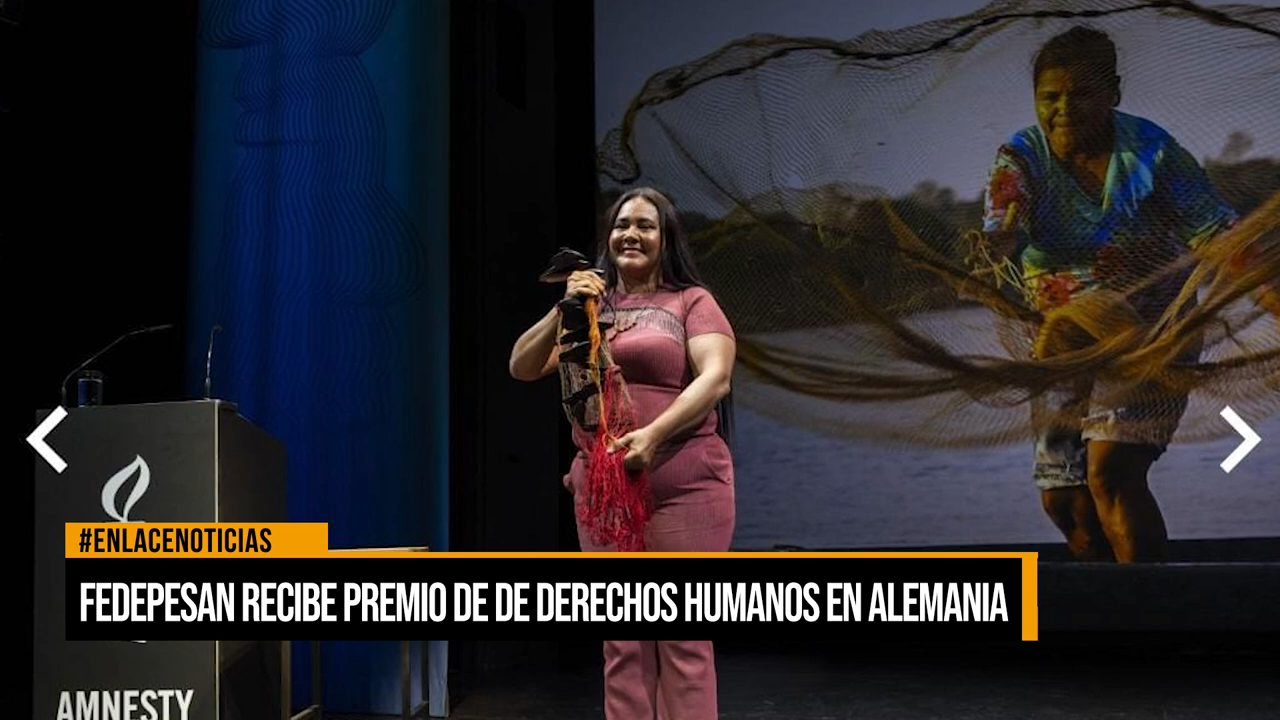 #ENLACENOTICIAS
FEDEPESAN RECIBE PREMIO DE DE DERECHOS HUMANOS EN ALEMANIA
AMNESTY